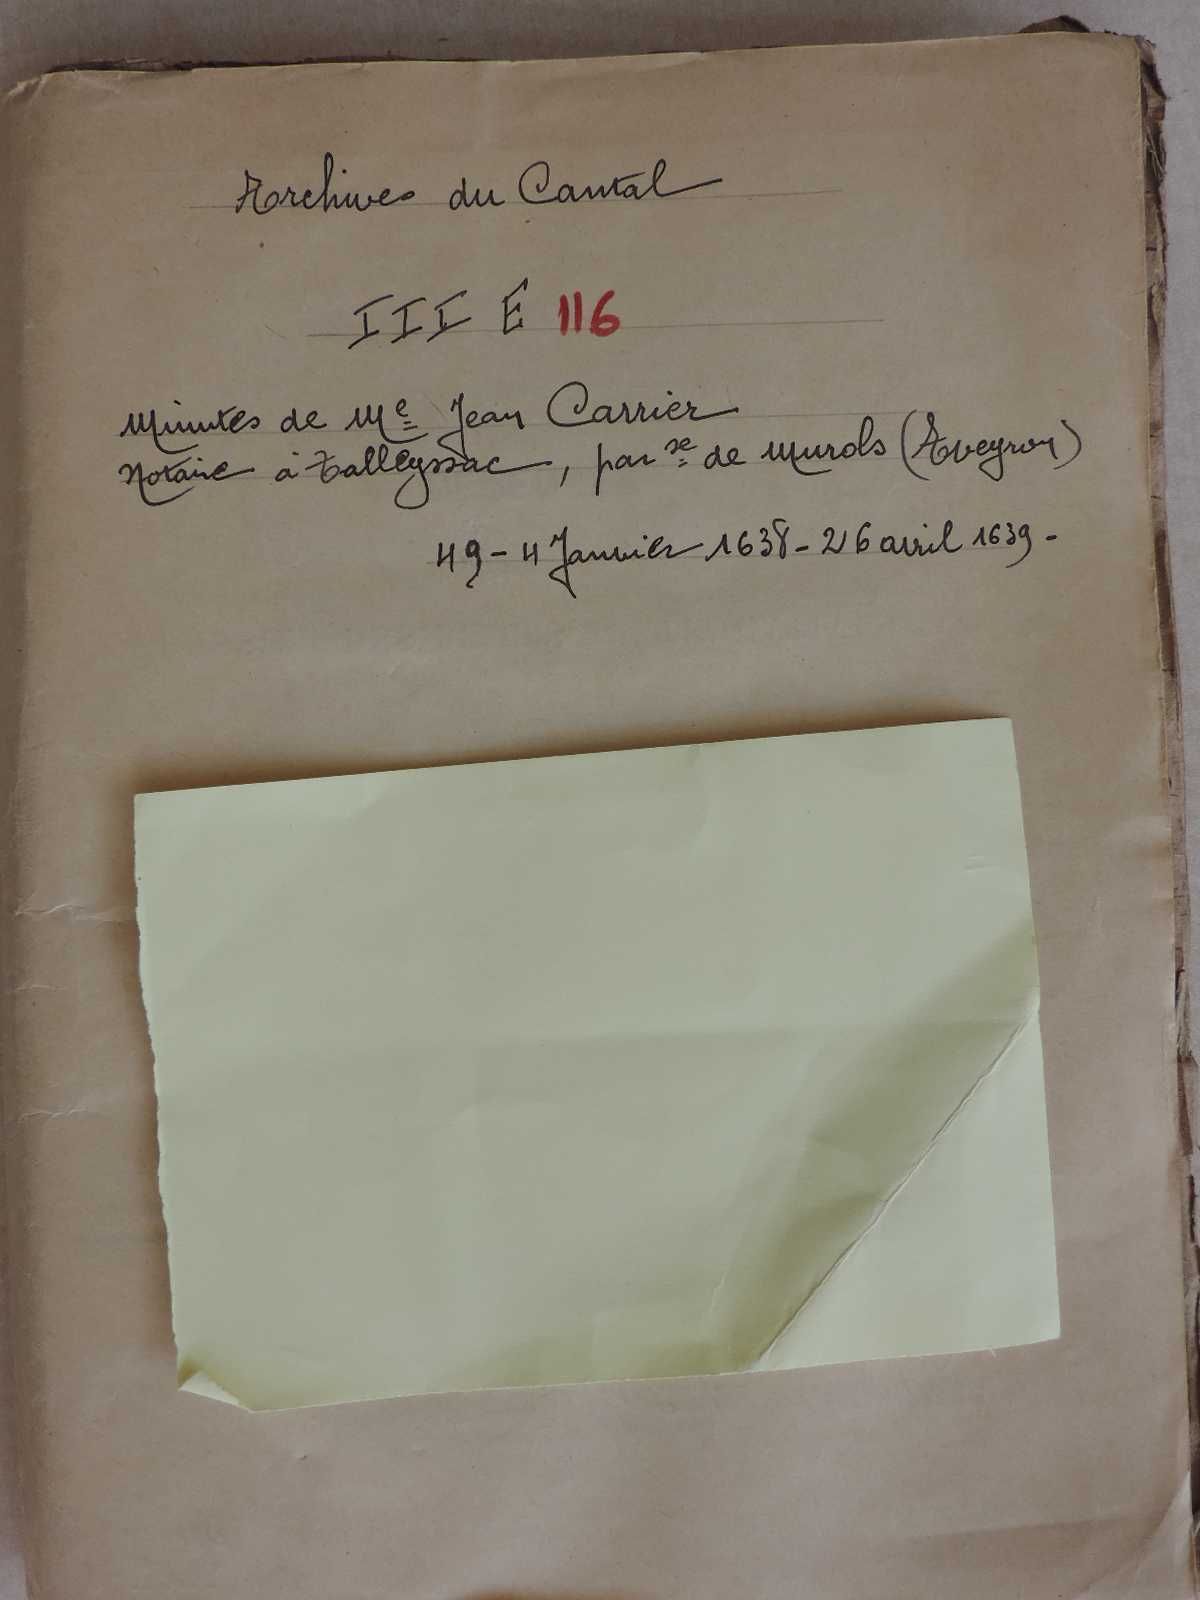 Archives du Cantal
III E 116
Minutes de Me Jean Carrier
Notaire à Talleyssac, par se de Murols (Aveyron)
49 - 4 Janvier 1638 - 26 avril 1639 -